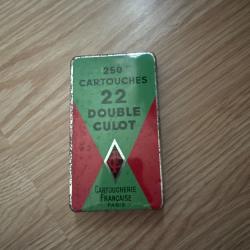 250
CARTOUCHES
22
DOUBLE
CULOT
CARTOUCHERIE
FRANÇAISE
PARIS